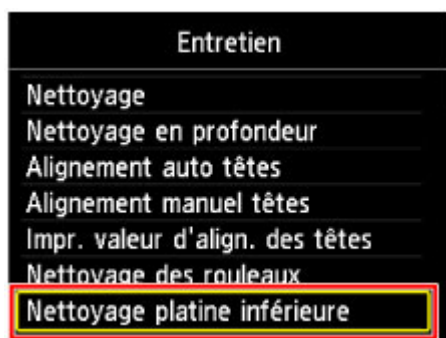 Entretien
Nettoyage
Nettoyage en profondeur
Alignement auto têtes
Alignement manuel têtes
Impr. valeur d'align. des têtes
Nettoyage des rouleaux
Nettoyage platine inférieure